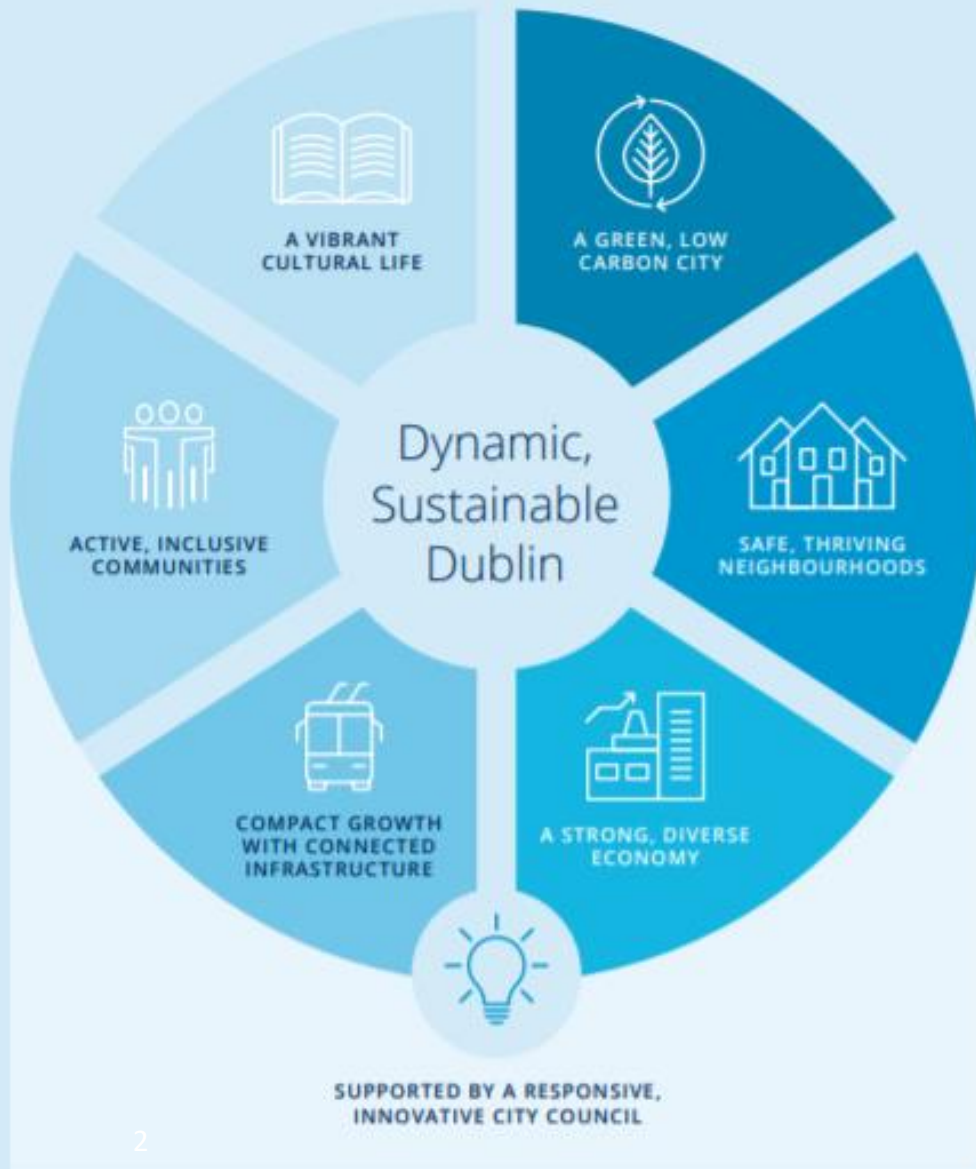 A VIBRANT
CULTURAL LIFE
A GREEN, LOW
CARBON CITY
Dynamic,
Sustainable
Dublin
ACTIVE, INCLUSIVE
COMMUNITIES
SAFE, THRIVING
NEIGHBOURHOODS
COMPACT GROWTH
WITH CONNECTED
INFRASTRUCTURE
A STRONG, DIVERSE
ECONOMY
SUPPORTED BY A RESPONSIVE,
INNOVATIVE CITY COUNCIL
2